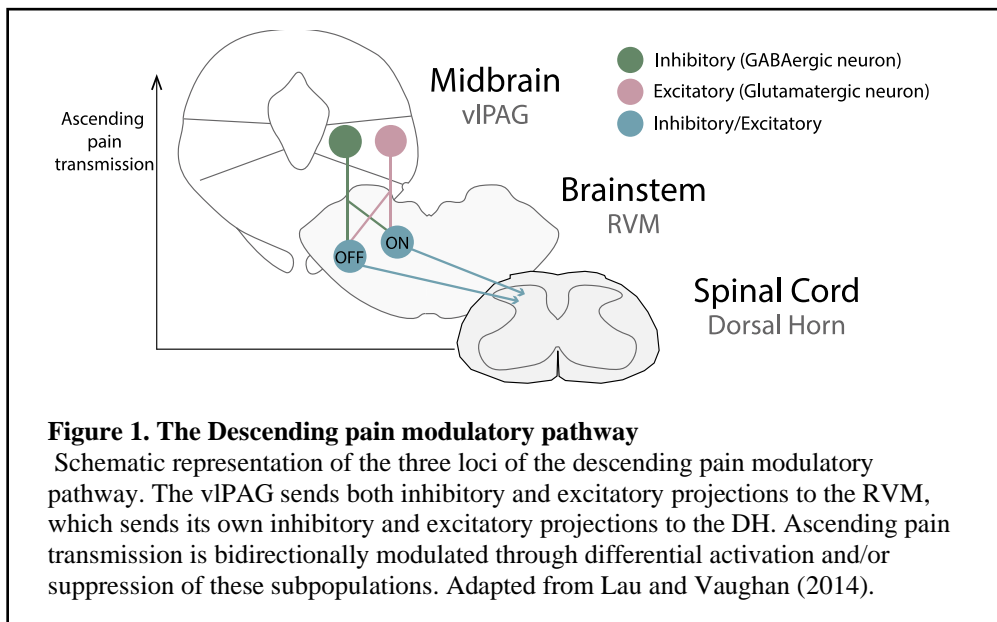 Midbrain
vlPAG
Inhibitory (GABAergic neuron)
Excitatory (Glutamatergic neuron)
Inhibitory/Excitatory
Ascending
pain
transmission
Brainstem
RVM
OFF
ON
Spinal Cord
Dorsal Horn
Figure 1. The Descending pain modulatory pathway
Schematic representation of the three loci of the descending pain modulatory
pathway. The vlPAG sends both inhibitory and excitatory projections to the RVM,
which sends its own inhibitory and excitatory projections to the DH. Ascending pain
transmission is bidirectionally modulated through differential activation and/or
suppression of these subpopulations. Adapted from Lau and Vaughan (2014).